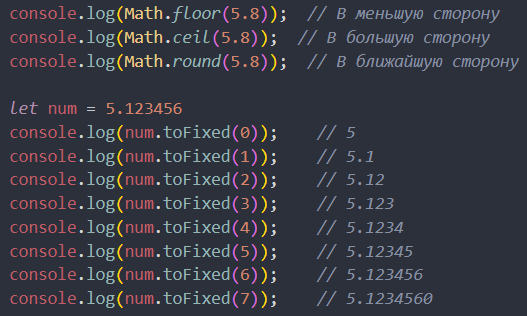 console.log(Math.floor(5.8));  // В меньшую сторону
console.log(Math.ceil(5.8));  // В большую сторону
console.log(Math.round(5.8));  // В ближайшую сторону

let num = 5.123456
console.log(num.toFixed(0));    // 5
console.log(num.toFixed(1));    // 5.1
console.log(num.toFixed(2));    // 5.12
console.log(num.toFixed(3));    // 5.123
console.log(num.toFixed(4));    // 5.1234
console.log(num.toFixed(5));    // 5.12345
console.log(num.toFixed(6));    // 5.123456
console.log(num.toFixed(7));    // 5.1234560